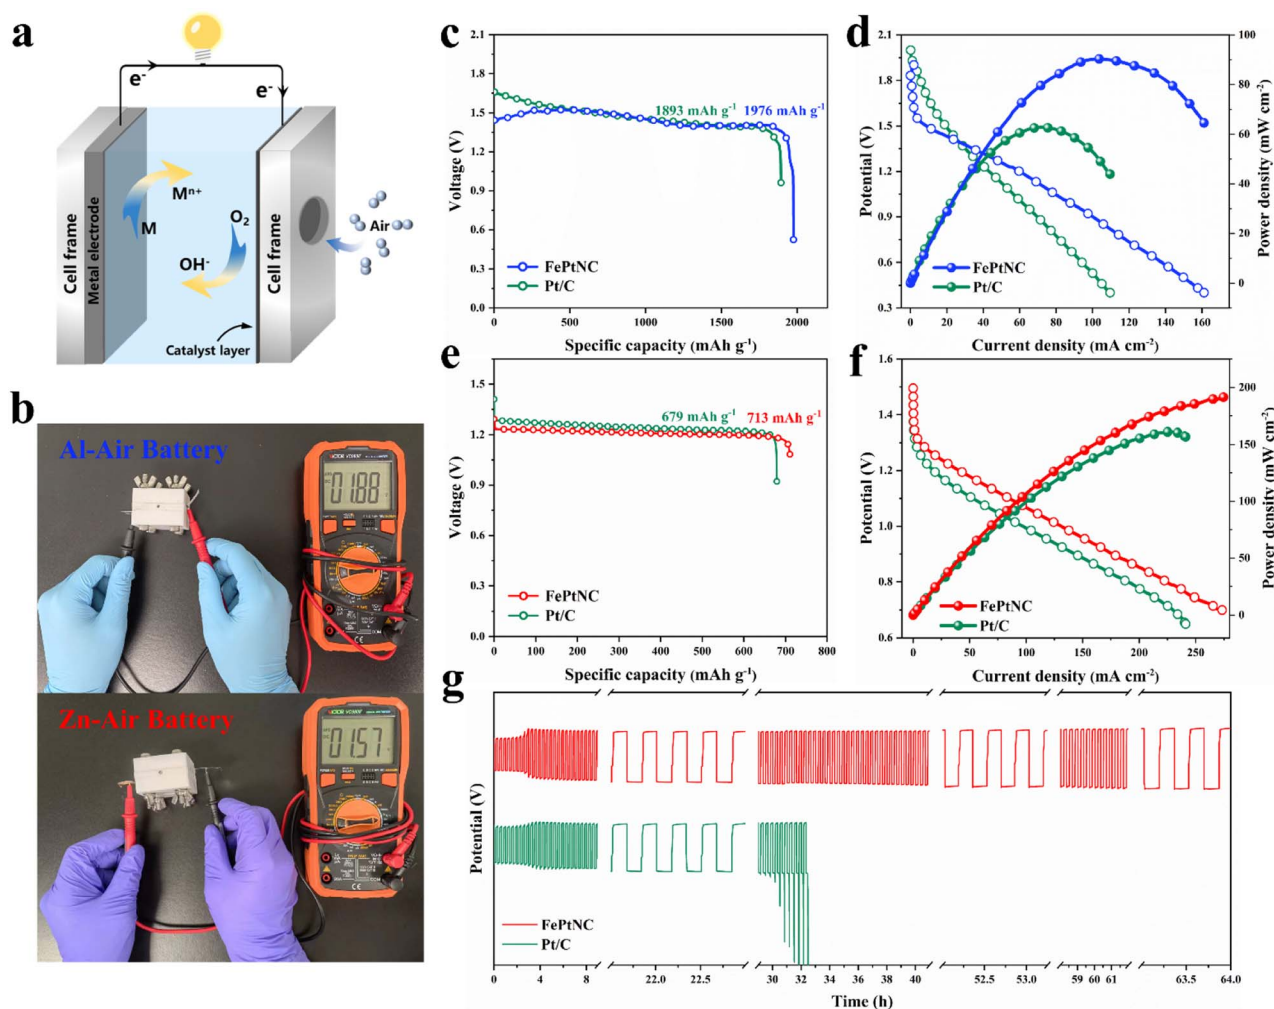 a
e⁻
e⁻
Cell frame
Metal electrode
Mⁿ⁺
M
O₂
OH⁻
Cell frame
Air
Catalyst layer
b
Al-Air Battery
01.88
COM
Zn-Air Battery
01.57
COM
c
2.1
1.8
1.5
1.2
0.9
0.6
0.3
0.0
Voltage (V)
1893 mAh g⁻¹
1976 mAh g⁻¹
FePtNC
Pt/C
0
500
1000
1500
2000
Specific capacity (mAh g⁻¹)
d
2.1
1.8
1.5
1.2
0.9
0.6
0.3
Potential (V)
FePtNC
Pt/C
100
80
60
40
20
0
Power density (mW cm⁻²)
0
20
40
60
80
100
120
140
160
Current density (mA cm⁻²)
e
1.5
1.2
0.9
0.6
0.3
0.0
Voltage (V)
679 mAh g⁻¹
713 mAh g⁻¹
FePtNC
Pt/C
0
100
200
300
400
500
600
700
800
Specific capacity (mAh g⁻¹)
f
1.6
1.4
1.2
1.0
0.8
0.6
Potential (V)
FePtNC
Pt/C
200
150
100
50
0
Power density (mW cm⁻²)
0
50
100
150
200
250
Current density (mA cm⁻²)
g
Potential (V)
FePtNC
Pt/C
0
4
8
22.0
22.5
30
32
34
36
38
40
52.5
53.0
59
60
61
63.5
64.0
Time (h)